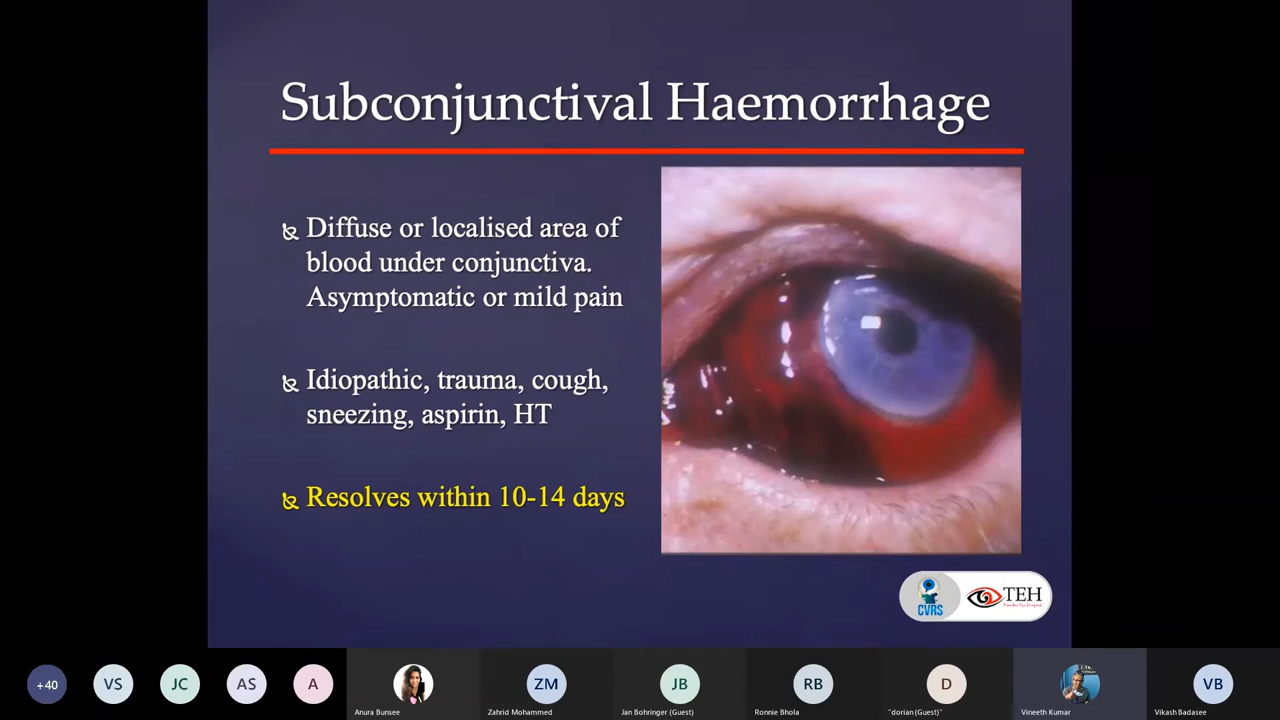 Subconjunctival Haemorrhage
Diffuse or localised area of
blood under conjunctiva.
Asymptomatic or mild pain
Idiopathic, trauma, cough,
sneezing, aspirin, HT
Resolves within 10-14 days
CVRS
TEH
+40
VS
JC
AS
A
ZM
JB
RB
D
VB
Anura Bunsee
Zahrid Mohammed
Jan Bohringer (Guest)
Ronnie Bhola
"dorian (Guest)"
Vineeth Kumar
Vikash Badasee